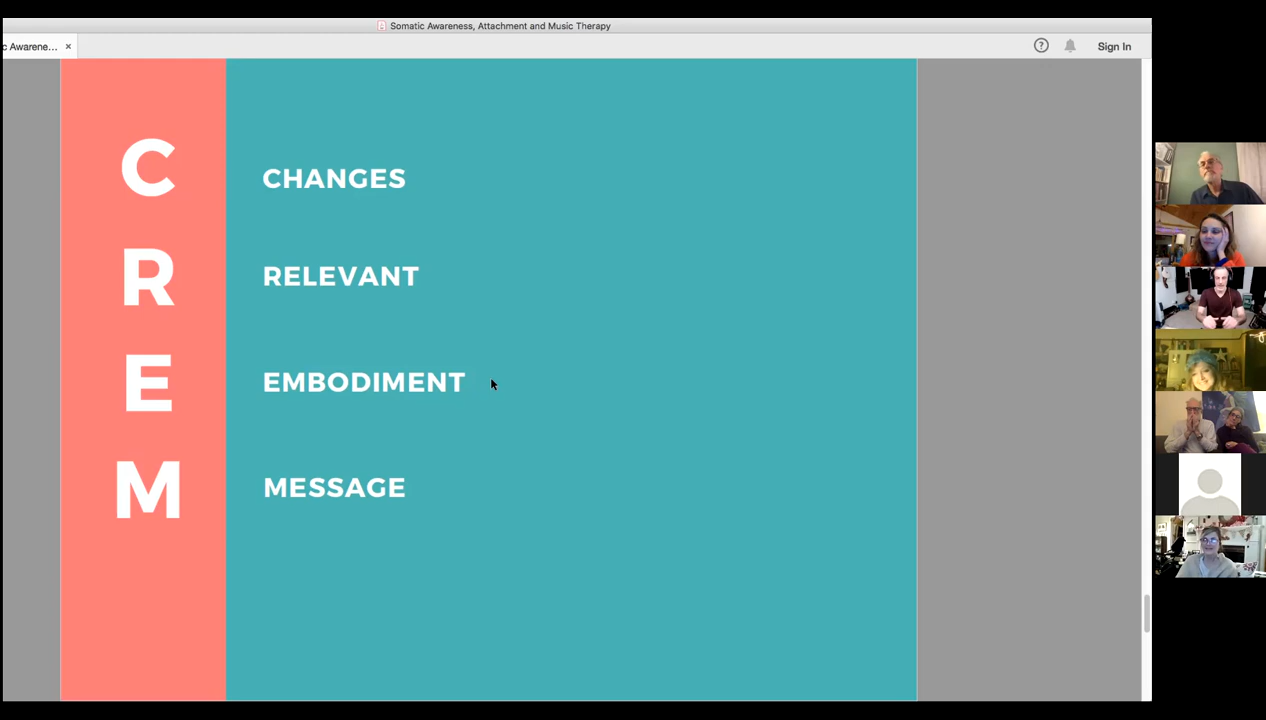 Somatic Awareness, Attachment and Music Therapy
c Awarene... ×
Sign In
C
CHANGES
R
RELEVANT
E
EMBODIMENT
M
MESSAGE